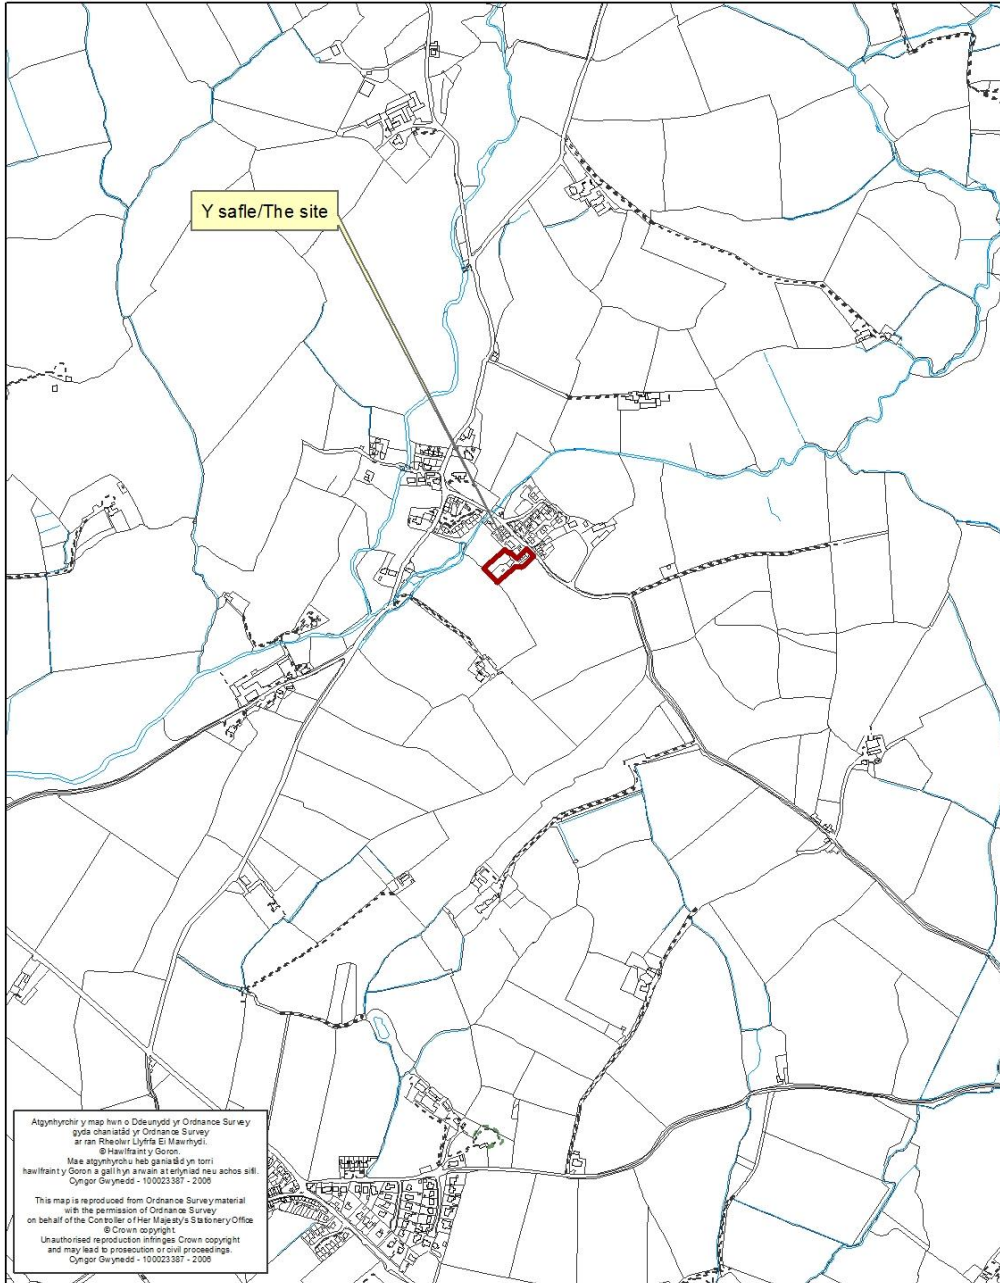 Y safle/The site
Atgynhyrchir y map hwn o Ddeunydd yr Ordnance Survey
gyda chaniatâd yr Ordnance Survey
ar ran Rheolwr Llyfrfa Ei Mawrhydi.
© Hawlfraint y Goron.
Mae atgynhyrchu heb ganiatâd yn torri
hawlfraint y Goron a gall hyn arwain at erlyniad neu achos sifil.
Cyngor Gwynedd - 100023387 - 2008
This map is reproduced from Ordnance Survey material
with the permission of Ordnance Survey
on behalf of the Controller of Her Majesty's Stationery Office
© Crown copyright.
Unauthorised reproduction infringes Crown copyright
and may lead to prosecution or civil proceedings.
Cyngor Gwynedd - 100023387 - 2008